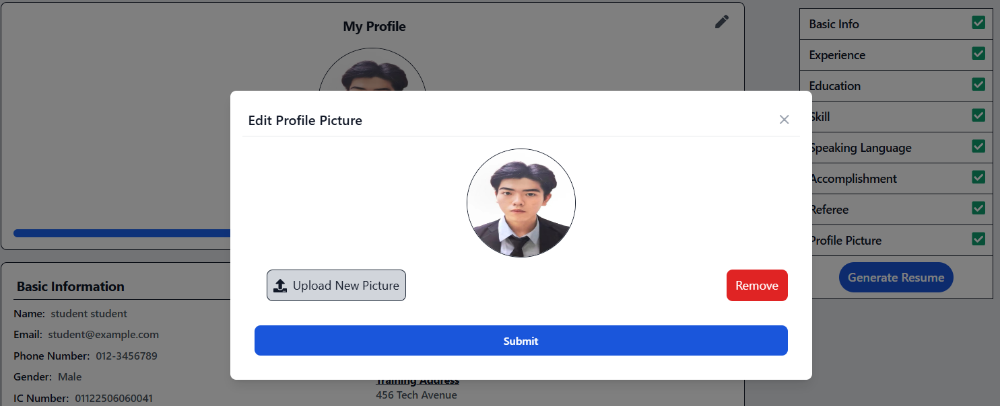 My Profile
Edit Profile Picture
Upload New Picture
Remove
Submit
Basic Information
Name: student student
Email: student@example.com
Phone Number: 012-3456789
Gender: Male
IC Number: 01122506060041
Training Address
456 Tech Avenue
Basic Info
Experience
Education
Skill
Speaking Language
Accomplishment
Referee
Profile Picture
Generate Resume